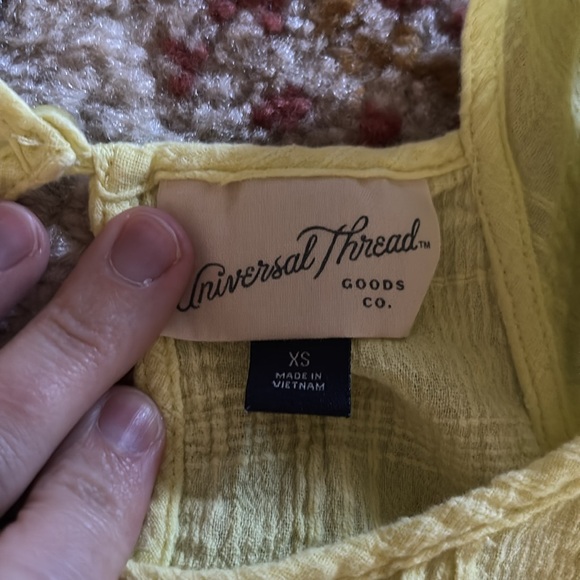 Universal Thread™
GOODS
CO.
XS
MADE IN
VIETNAM